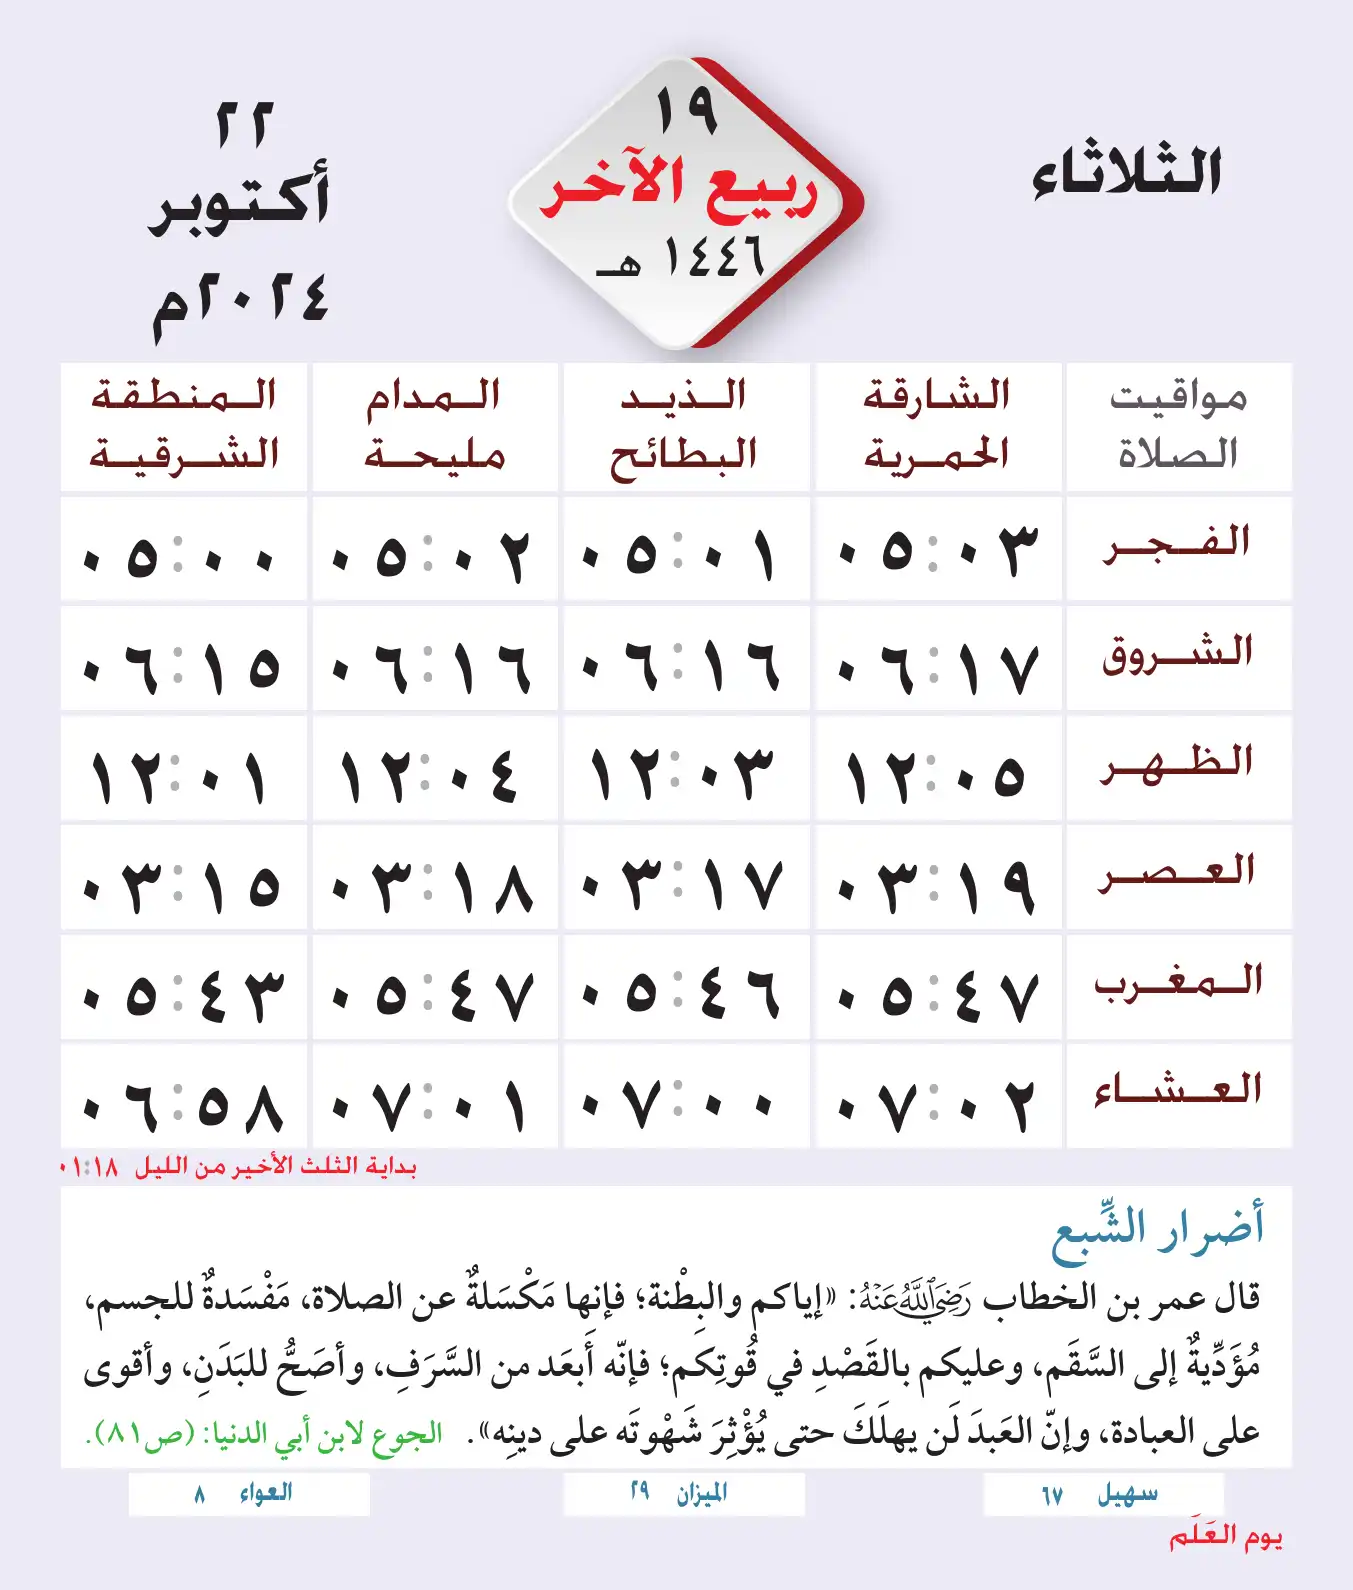 الثلاثاء
١٩
ربيع الآخر
١٤٤٦ هـ
٢٢
أكتوبر
٢٠٢٤م
مواقيت الصلاة
الشارقة الحمرية
الذيد البطائح
المدام مليحة
المنطقة الشرقية
الفجر ٠٥:٠٣ ٠٥:٠١ ٠٥:٠٢ ٠٥:٠٠
الشروق ٠٦:١٧ ٠٦:١٦ ٠٦:١٦ ٠٦:١٥
الظهر ١٢:٠٥ ١٢:٠٣ ١٢:٠٤ ١٢:٠١
العصر ٠٣:١٩ ٠٣:١٧ ٠٣:١٨ ٠٣:١٥
المغرب ٠٥:٤٧ ٠٥:٤٦ ٠٥:٤٧ ٠٥:٤٣
العشاء ٠٧:٠٢ ٠٧:٠٠ ٠٧:٠١ ٠٦:٥٨
بداية الثلث الأخير من الليل ٠١:١٨
أضرار الشِّبع
قال عمر بن الخطاب رَضِيَ اللَّهُ عَنْهُ: «إياكم والبِطْنة؛ فإنها مَكْسَلةٌ عن الصلاة، مَفْسَدةٌ للجسم،
مُؤَدِّيةٌ إلى السَّقَم، وعليكم بالقَصْدِ في قُوتِكم؛ فإنّه أَبعَد من السَّرَفِ، وأصَحُّ للبَدَنِ، وأقوى
على العبادة، وإنّ العَبدَ لَن يهلَكَ حتى يُؤْثِرَ شَهْوتَه على دينِه». الجوع لابن أبي الدنيا: (ص٨١).
سهيل ٦٧
الميزان ٢٩
العواء ٨
يوم العَلَم